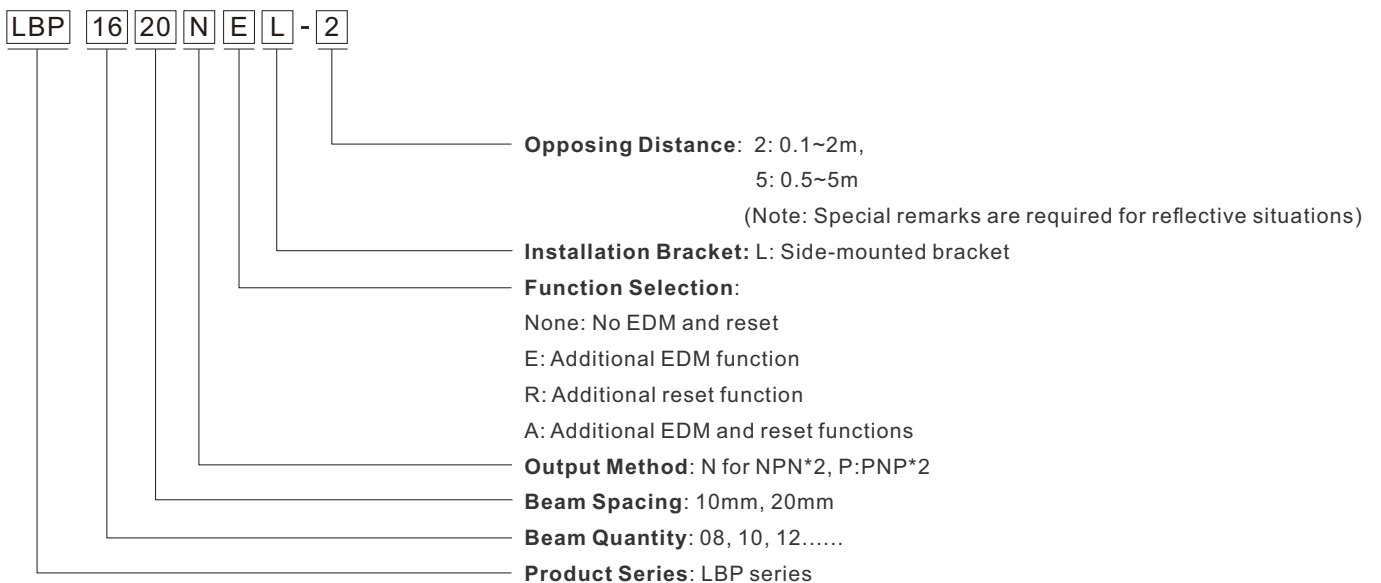 LBP 16 20 N E L - 2
Opposing Distance: 2: 0.1~2m,
5: 0.5~5m
(Note: Special remarks are required for reflective situations)
Installation Bracket: L: Side-mounted bracket
Function Selection:
None: No EDM and reset
E: Additional EDM function
R: Additional reset function
A: Additional EDM and reset functions
Output Method: N for NPN*2, P:PNP*2
Beam Spacing: 10mm, 20mm
Beam Quantity: 08, 10, 12......
Product Series: LBP series